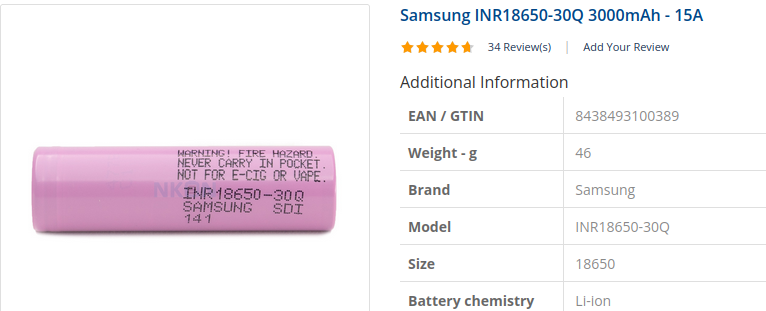 Samsung INR18650-30Q 3000mAh - 15A
34 Review(s) | Add Your Review
Additional Information
EAN / GTIN 8438493100389
Weight - g 46
Brand Samsung
Model INR18650-30Q
Size 18650
Battery chemistry Li-ion
WARNING! FIRE HAZARD.
NEVER CARRY IN POCKET.
NOT FOR E-CIG OR VAPE.
INR18650-30Q
SAMSUNG SDI
141